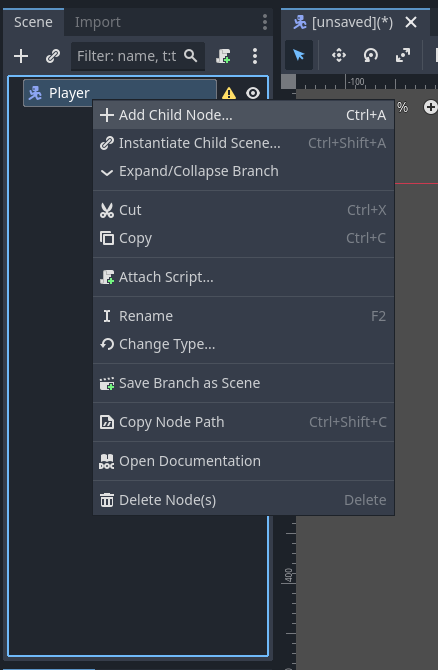 Scene Import
[unsaved](*)
Filter: name, t:t
-100
Player
%
Add Child Node... Ctrl+A
Instantiate Child Scene... Ctrl+Shift+A
Expand/Collapse Branch
Cut Ctrl+X
Copy Ctrl+C
Attach Script...
Rename F2
Change Type...
Save Branch as Scene
Copy Node Path Ctrl+Shift+C
DOC Open Documentation
Delete Node(s) Delete
400